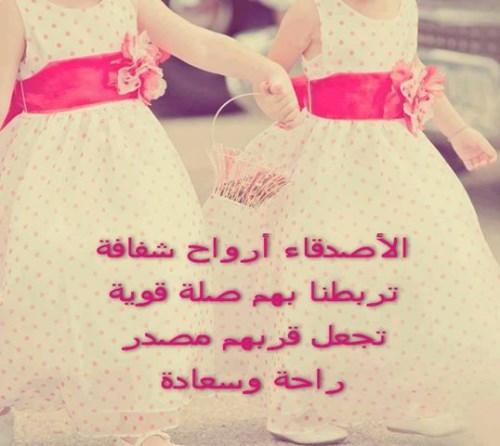 الأصدقاء أرواح شفافة
تربطنا بهم صلة قوية
تجعل قربهم مصدر
راحة وسعادة